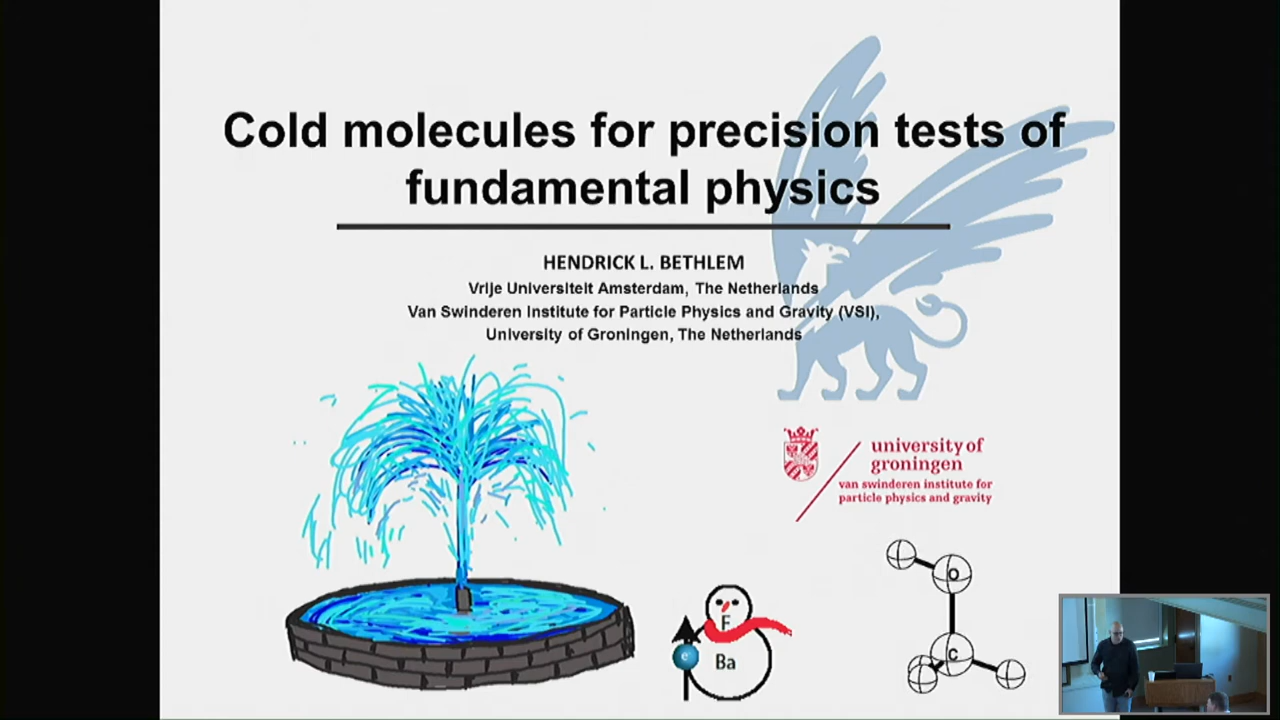 Cold molecules for precision tests of
fundamental physics
HENDRICK L. BETHLEM
Vrije Universiteit Amsterdam, The Netherlands
Van Swinderen Institute for Particle Physics and Gravity (VSI),
University of Groningen, The Netherlands
university of
groningen
van swinderen institute for
particle physics and gravity
F
e-
Ba
O
C